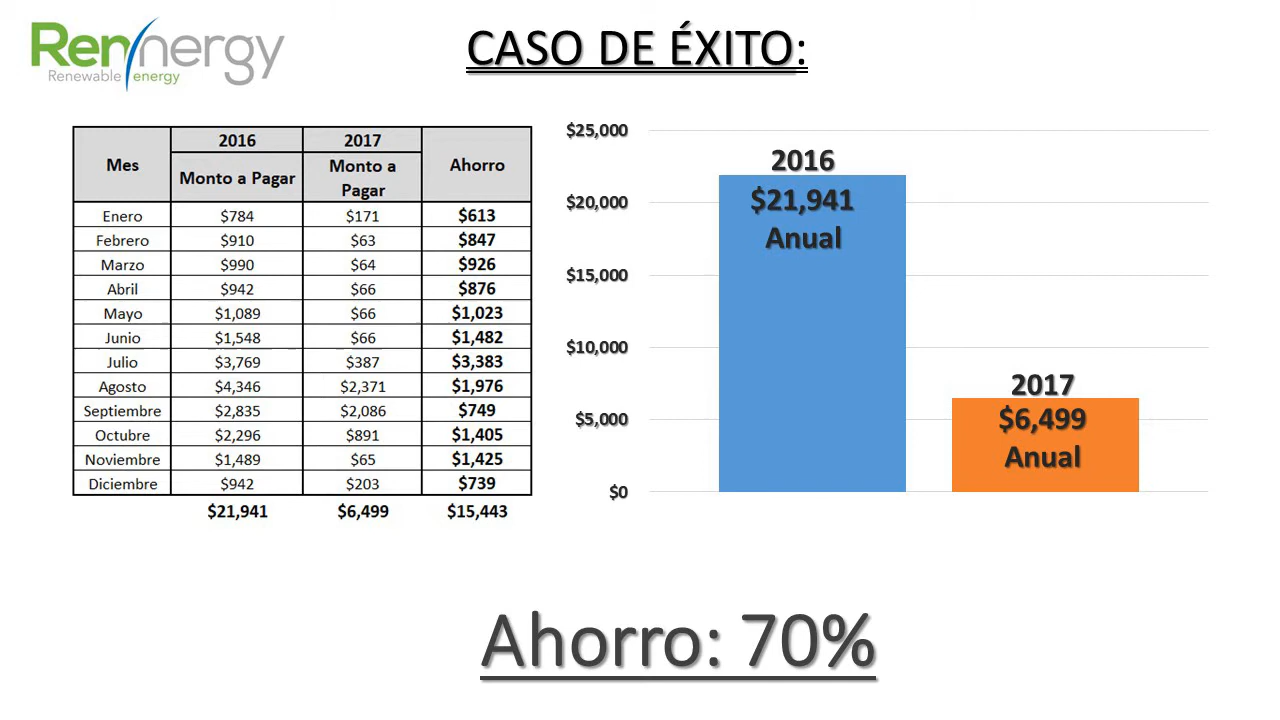 Rennergy
Renewable energy
CASO DE ÉXITO:
Mes 2016 2017 Ahorro
Monto a Pagar Monto a Pagar
Enero $784 $171 $613
Febrero $910 $63 $847
Marzo $990 $64 $926
Abril $942 $66 $876
Mayo $1,089 $66 $1,023
Junio $1,548 $66 $1,482
Julio $3,769 $387 $3,383
Agosto $4,346 $2,371 $1,976
Septiembre $2,835 $2,086 $749
Octubre $2,296 $891 $1,405
Noviembre $1,489 $65 $1,425
Diciembre $942 $203 $739
$21,941 $6,499 $15,443
$25,000
$20,000
$15,000
$10,000
$5,000
$0
2016
$21,941
Anual
2017
$6,499
Anual
Ahorro: 70%